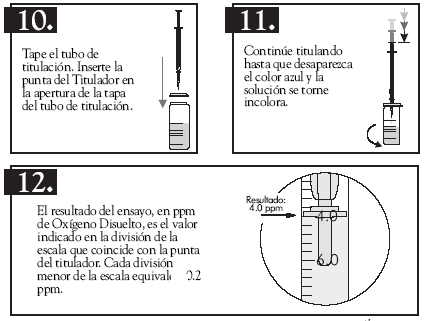 10.
Tape el tubo de
titulación. Inserte la
punta del Titulador en
la apertura de la tapa
del tubo de titulación.
11.
Continúe titulando
hasta que desaparezca
el color azul y la
solución se torne
incolora.
12.
El resultado del ensayo, en ppm
de Oxígeno Disuelto, es el valor
indicado en la división de la
escala que coincide con la punta
del titulador. Cada división
menor de la escala equivale 0.2
ppm.
Resultado:
4.0 ppm
4.0
6.0